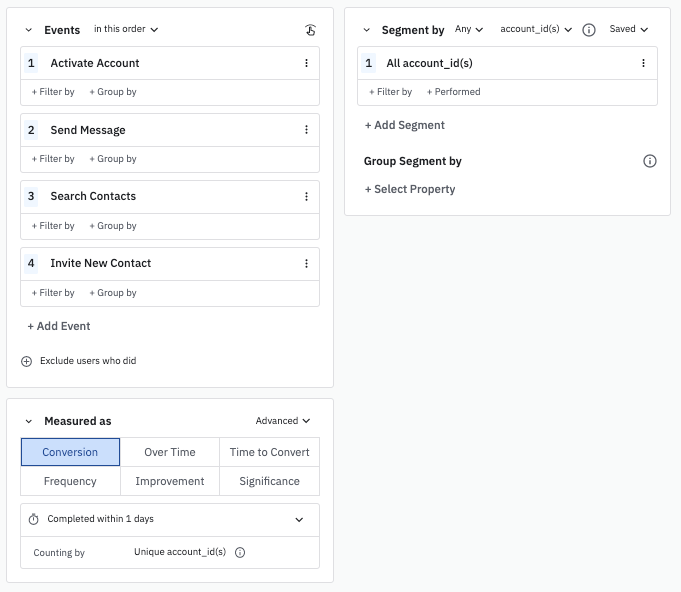 Events in this order
1 Activate Account
+ Filter by + Group by
2 Send Message
+ Filter by + Group by
3 Search Contacts
+ Filter by + Group by
4 Invite New Contact
+ Filter by + Group by
+ Add Event
Exclude users who did
Measured as Advanced
Conversion Over Time Time to Convert
Frequency Improvement Significance
Completed within 1 days
Counting by Unique account_id(s)
Segment by Any account_id(s) Saved
1 All account_id(s)
+ Filter by + Performed
+ Add Segment
Group Segment by
+ Select Property